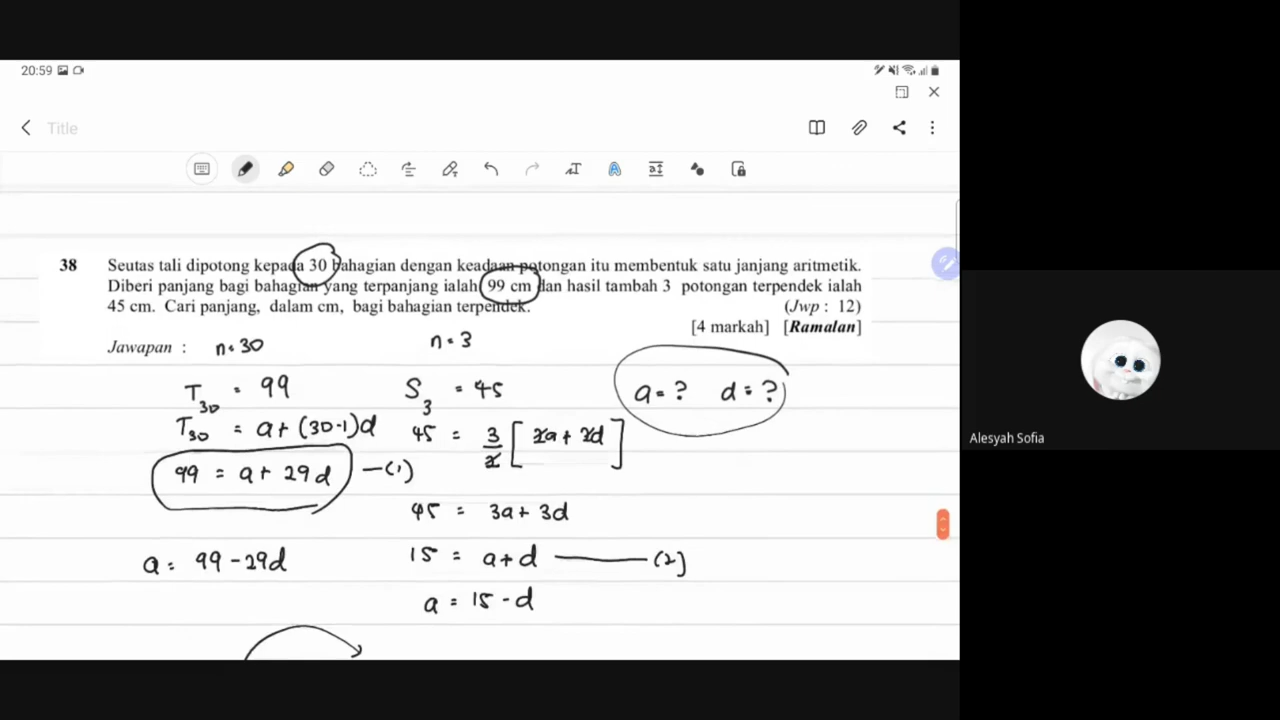 20:59
Title
38 Seutas tali dipotong kepada 30 bahagian dengan keadaan potongan itu membentuk satu janjang aritmetik.
Diberi panjang bagi bahagian yang terpanjang ialah 99 cm dan hasil tambah 3 potongan terpendek ialah
45 cm. Cari panjang, dalam cm, bagi bahagian terpendek. (Jwp : 12)
[4 markah] [Ramalan]
Jawapan : n = 30 n = 3
T₃₀ = 99 S₃ = 45 a = ? d = ?
T₃₀ = a + (30-1)d 45 = 3/2 [2a + 2d]
99 = a + 29d —(1)
45 = 3a + 3d
a = 99 - 29d 15 = a + d ——— (2)
a = 15 - d
Alesyah Sofia